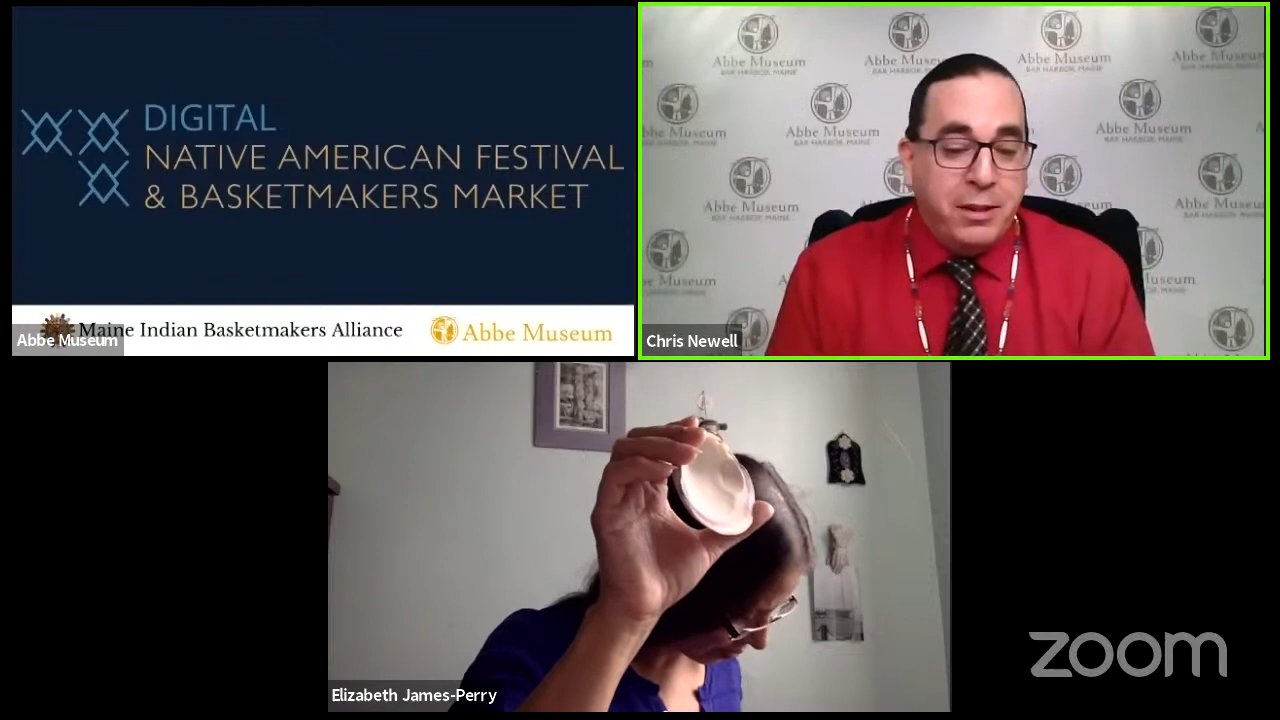 DIGITAL
NATIVE AMERICAN FESTIVAL
& BASKETMAKERS MARKET
Maine Indian Basketmakers Alliance
Abbe Museum
Abbe Museum
Abbe Museum
BAR HARBOR, MAINE
Chris Newell
Elizabeth James-Perry
zoom